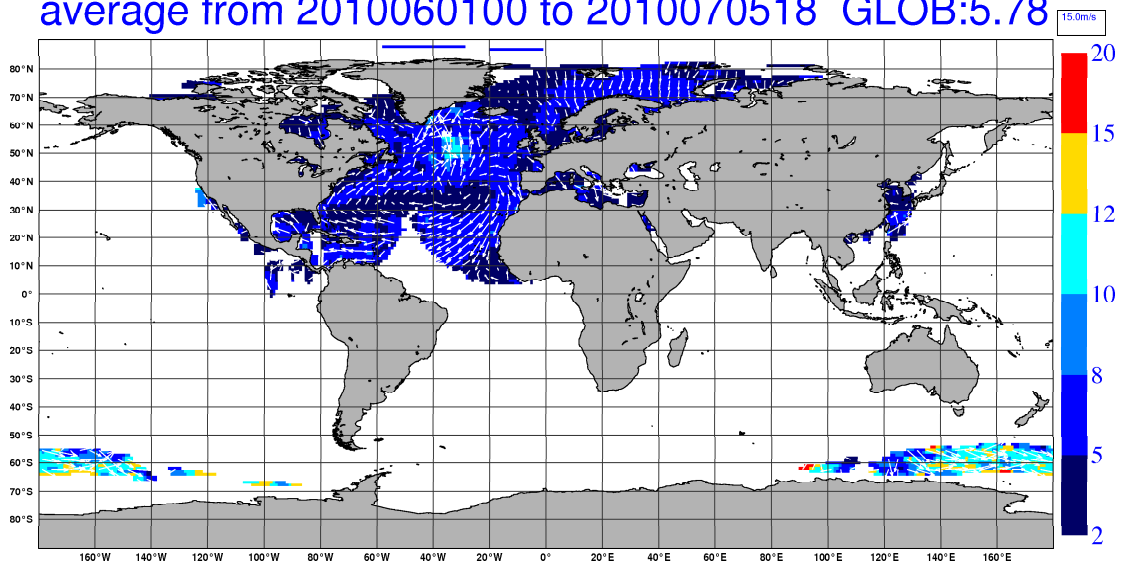 average from 2010060100 to 2010070518 GLOB:5.78
15.0m/s
20
15
12
10
8
5
2
80°N
70°N
60°N
50°N
40°N
30°N
20°N
10°N
0°
10°S
20°S
30°S
40°S
50°S
60°S
70°S
80°S
160°W 140°W 120°W 100°W 80°W 60°W 40°W 20°W 0° 20°E 40°E 60°E 80°E 100°E 120°E 140°E 160°E